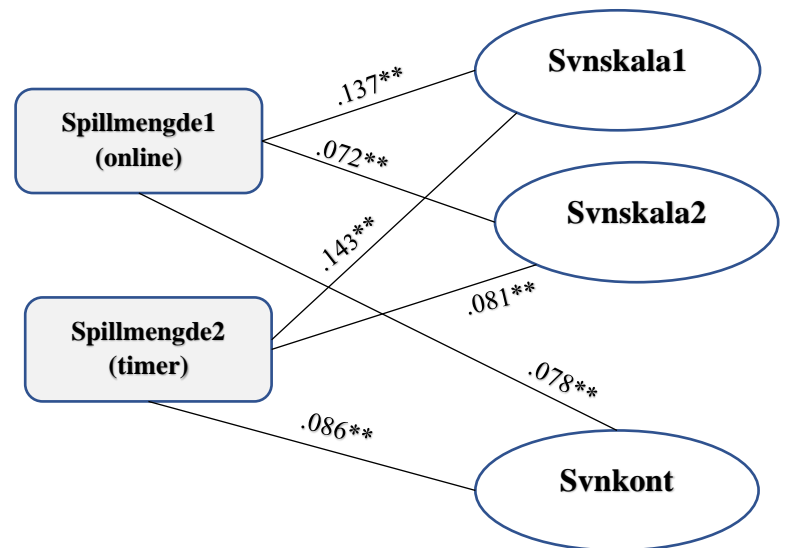 Svnskala1
.137**
Spillmengde1
(online)
.072**
Svnskala2
.143**
.081**
Spillmengde2
(timer)
.078**
.086**
Svnkont